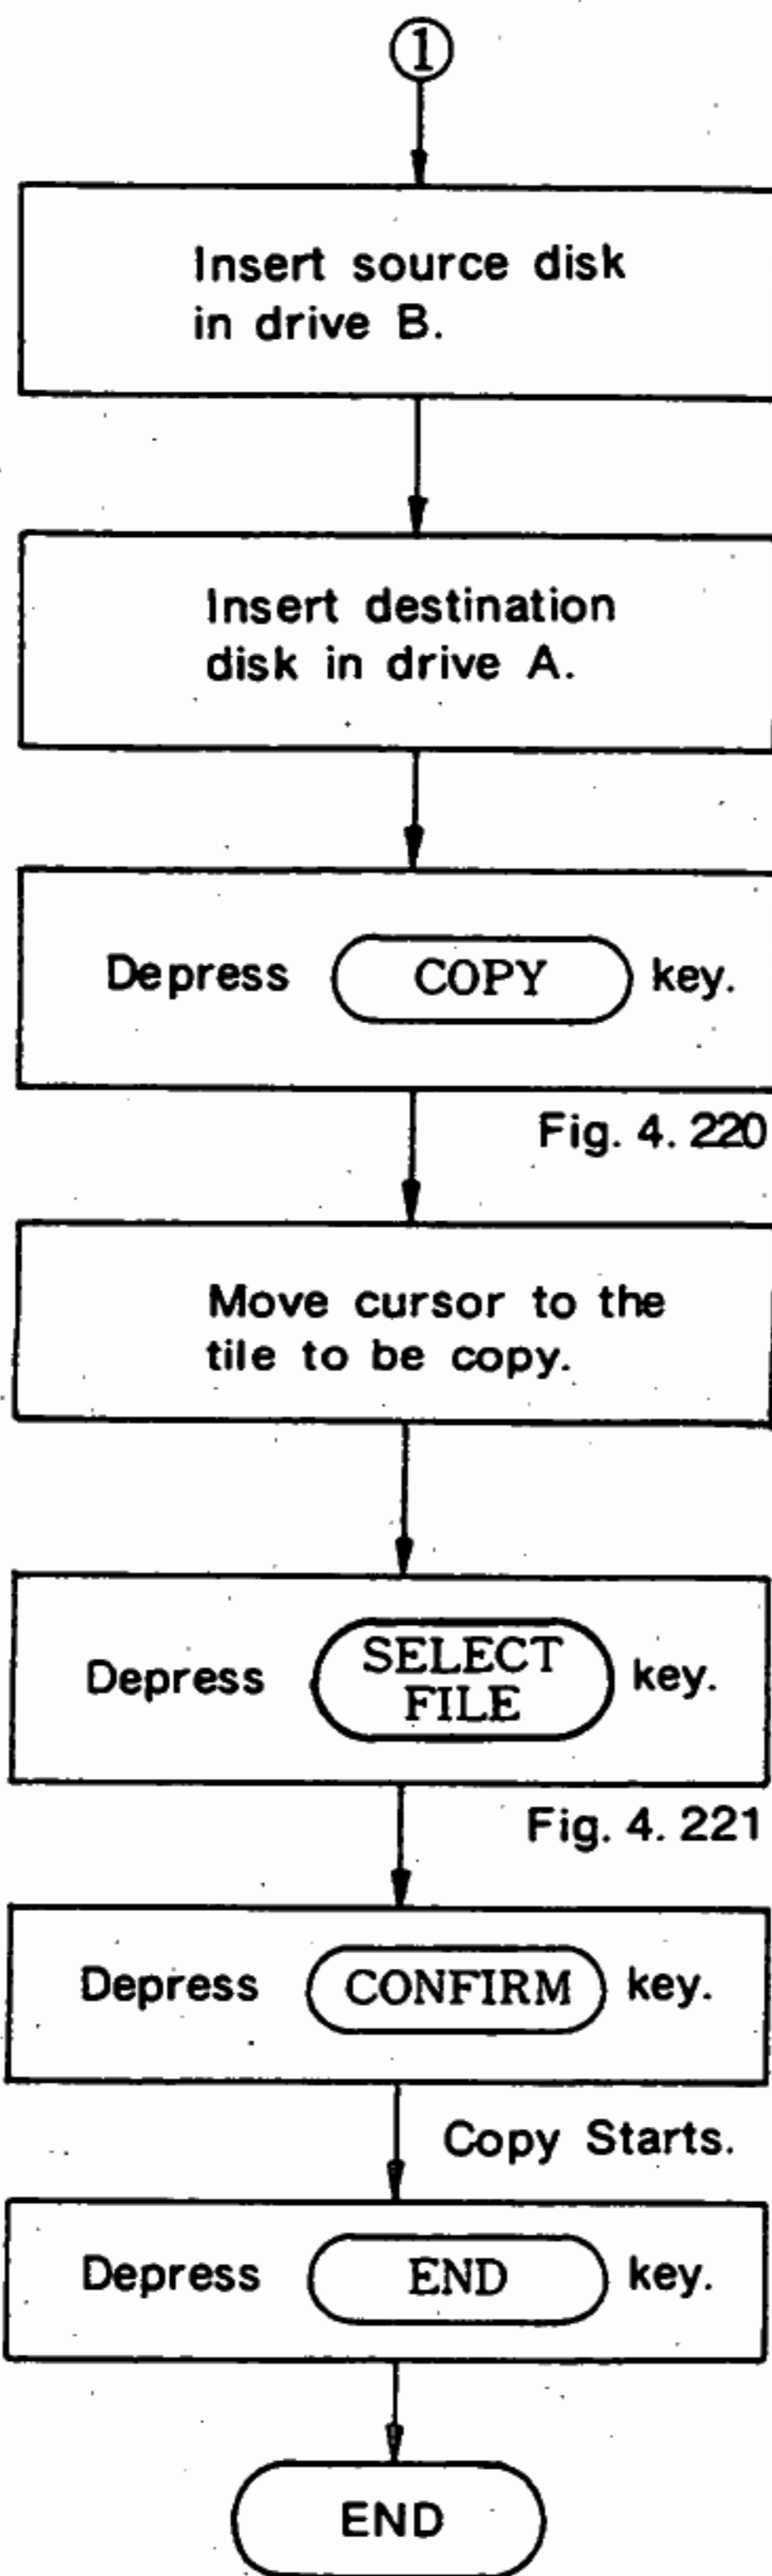 ①
Insert source disk
in drive B.
Insert destination
disk in drive A.
Depress COPY key.
Fig. 4. 220
Move cursor to the
tile to be copy.
Depress SELECT FILE key.
Fig. 4. 221
Depress CONFIRM key.
Copy Starts.
Depress END key.
END